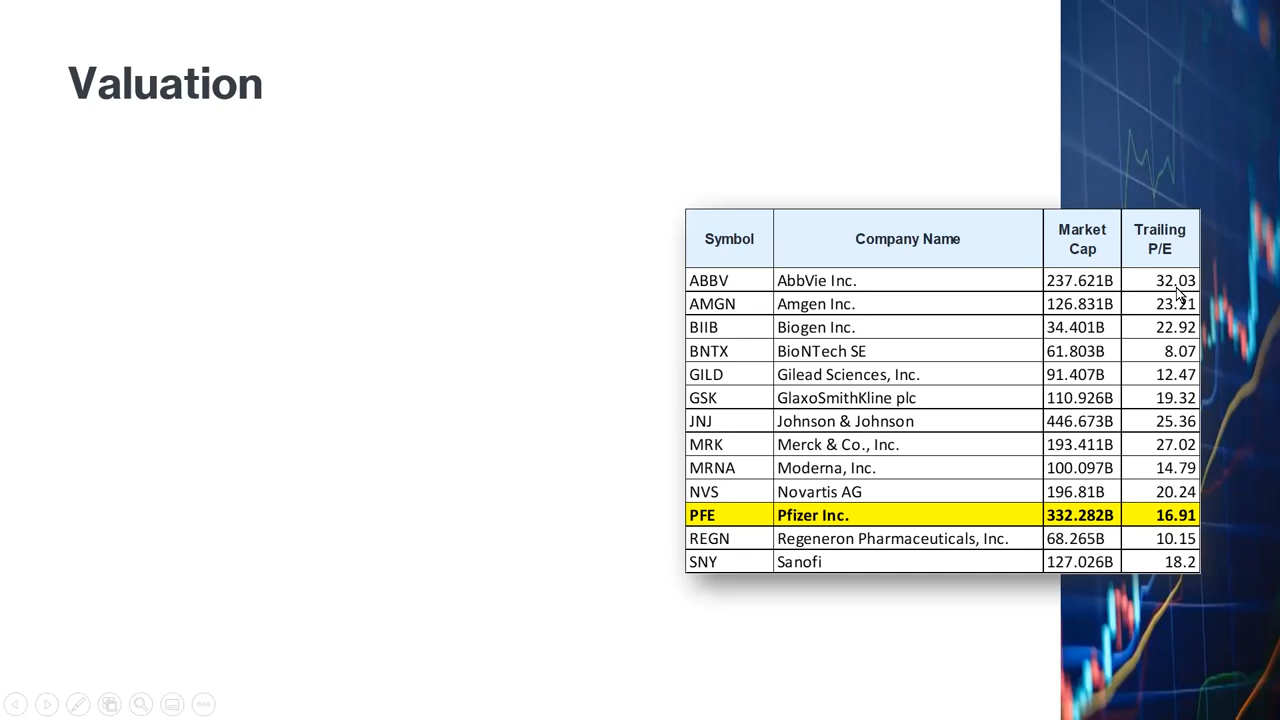 Valuation
Symbol Company Name Market Cap Trailing P/E
ABBV AbbVie Inc. 237.621B 32.03
AMGN Amgen Inc. 126.831B 23.21
BIIB Biogen Inc. 34.401B 22.92
BNTX BioNTech SE 61.803B 8.07
GILD Gilead Sciences, Inc. 91.407B 12.47
GSK GlaxoSmithKline plc 110.926B 19.32
JNJ Johnson & Johnson 446.673B 25.36
MRK Merck & Co., Inc. 193.411B 27.02
MRNA Moderna, Inc. 100.097B 14.79
NVS Novartis AG 196.81B 20.24
PFE Pfizer Inc. 332.282B 16.91
REGN Regeneron Pharmaceuticals, Inc. 68.265B 10.15
SNY Sanofi 127.026B 18.2